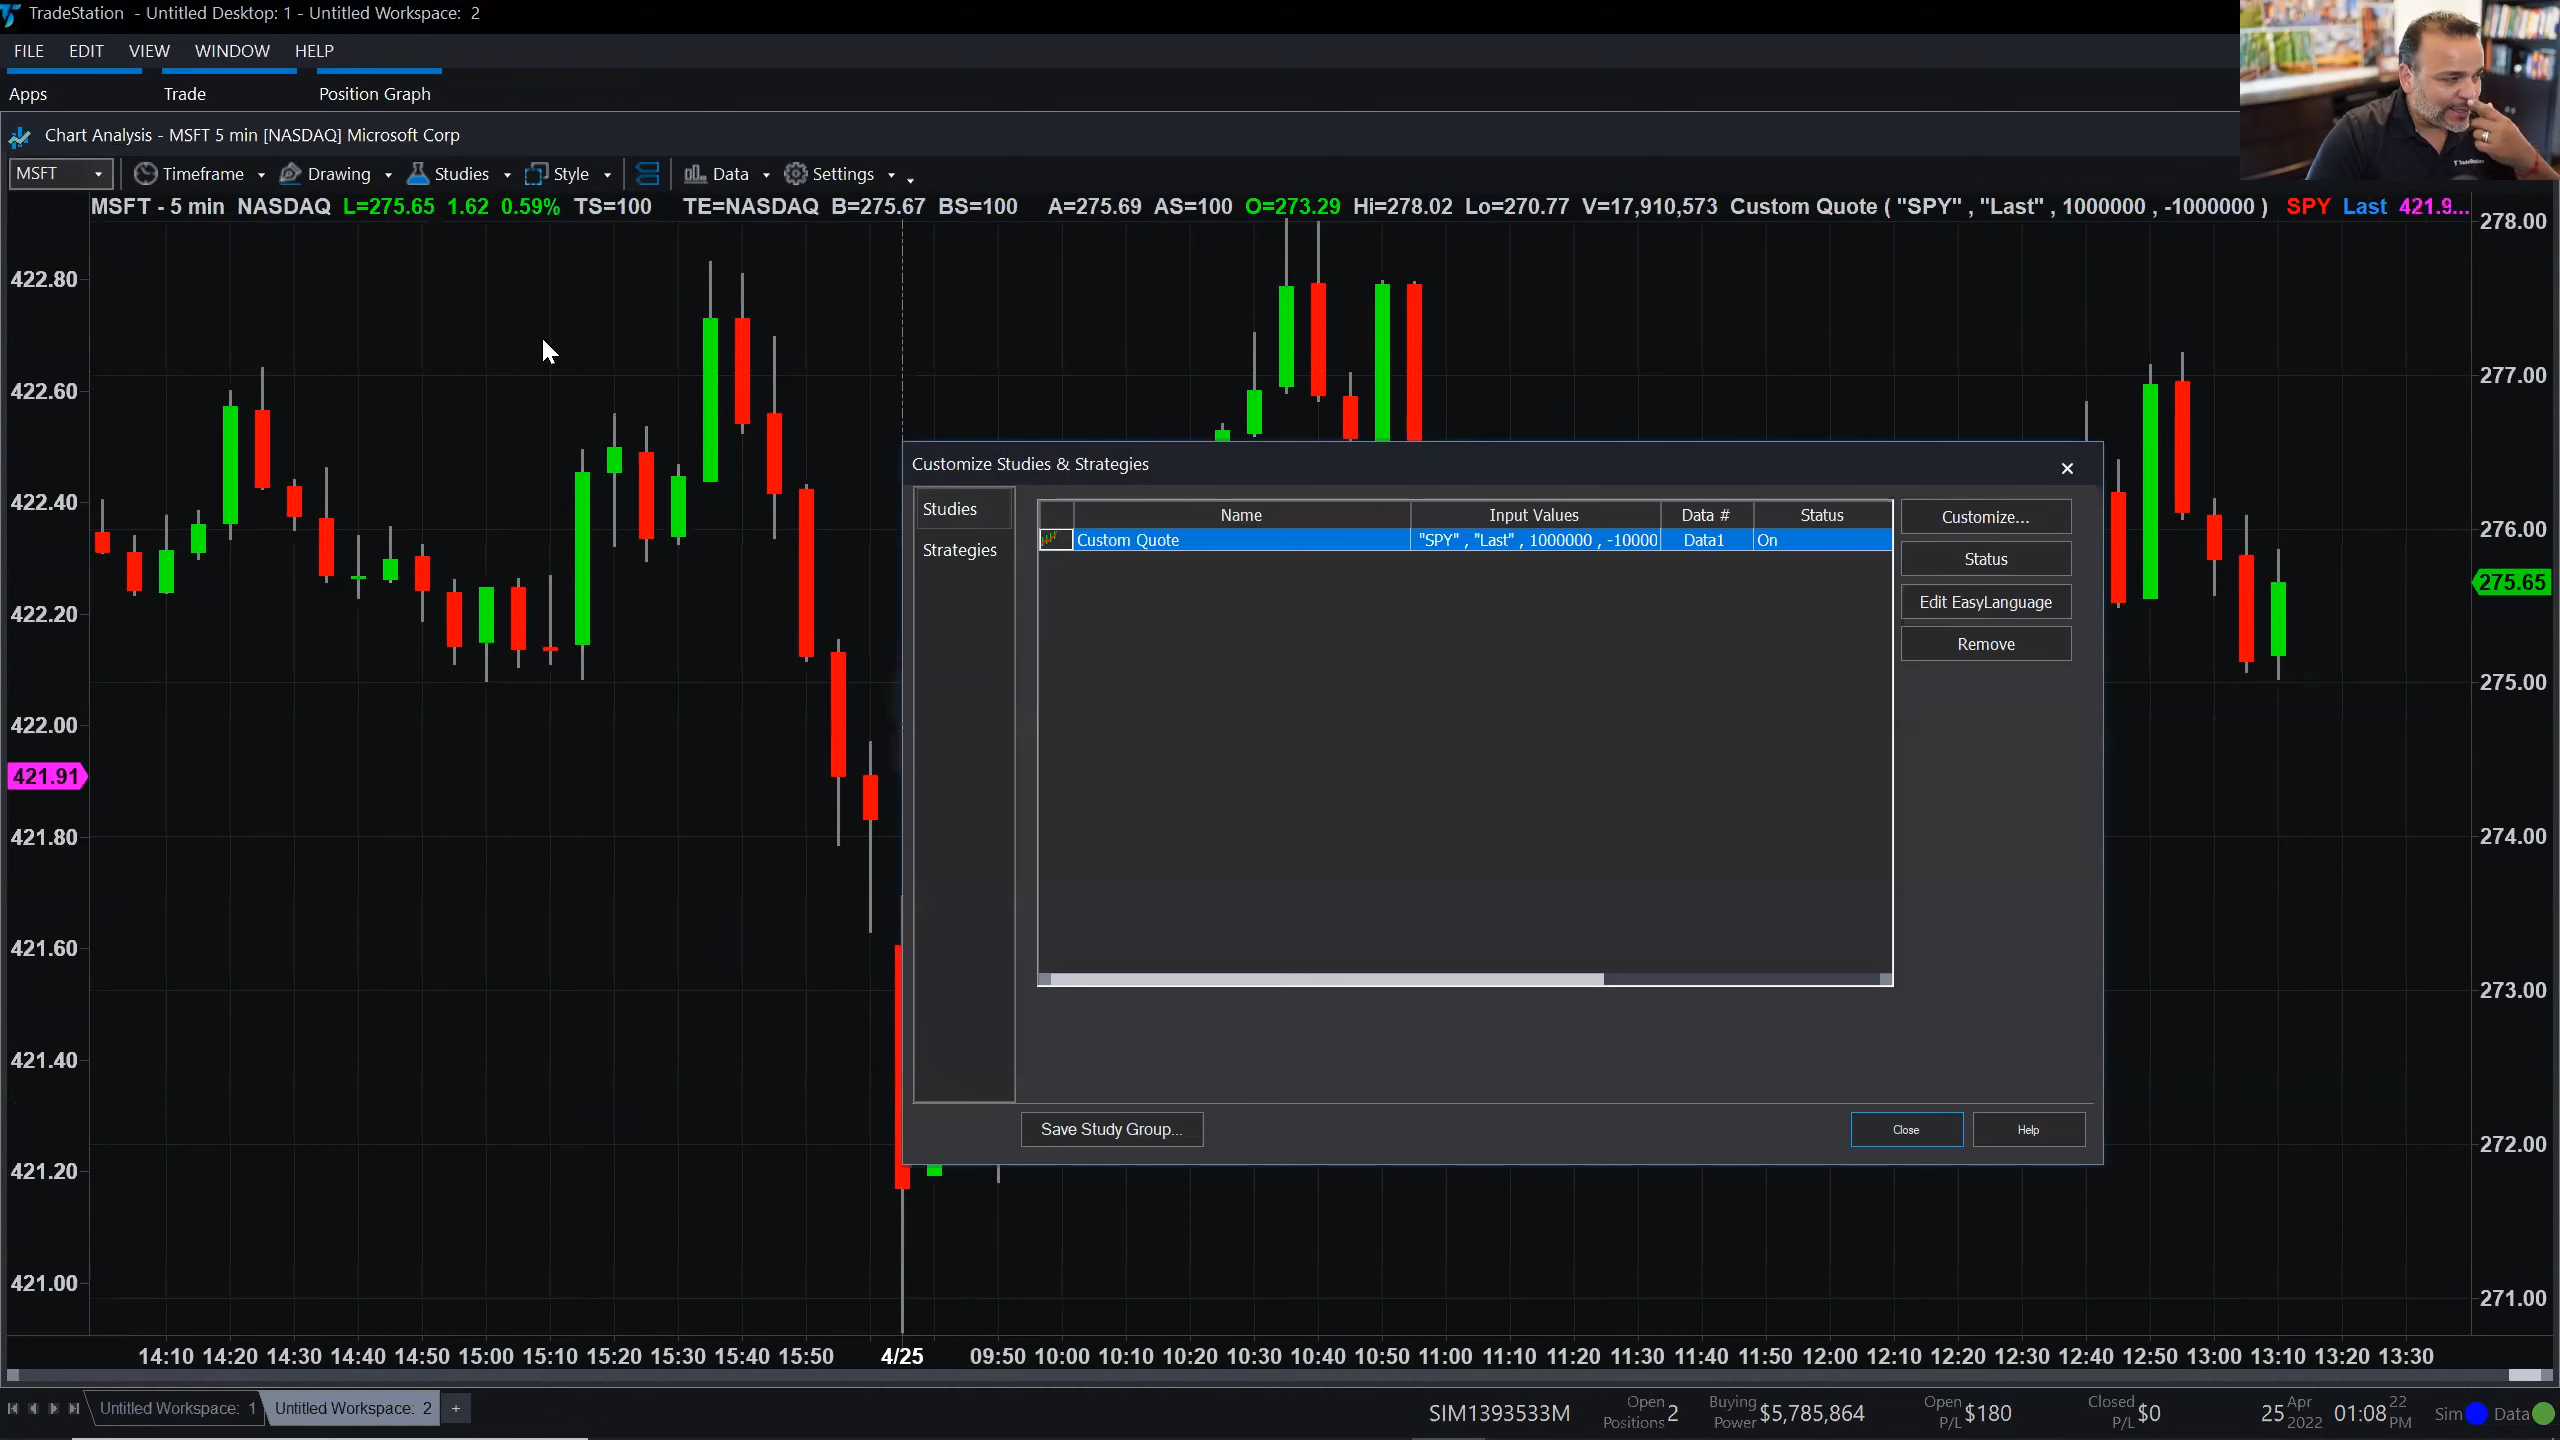 TradeStation - Untitled Desktop: 1 - Untitled Workspace: 2
FILE EDIT VIEW WINDOW HELP
Apps Trade Position Graph
Chart Analysis - MSFT 5 min [NASDAQ] Microsoft Corp
MSFT Timeframe Drawing Studies Style Data Settings
MSFT - 5 min NASDAQ L=275.65 1.62 0.59% TS=100 TE=NASDAQ B=275.67 BS=100 A=275.69 AS=100 O=273.29 Hi=278.02 Lo=270.77 V=17,910,573 Custom Quote ( "SPY" , "Last" , 1000000 , -1000000 ) SPY Last 421.9...
422.80
422.60
422.40
422.20
422.00
421.91
421.80
421.60
421.40
421.20
421.00
Customize Studies & Strategies
Studies
Strategies
Name Input Values Data # Status
Custom Quote "SPY" , "Last" , 1000000 , -10000 Data1 On
Customize...
Status
Edit EasyLanguage
Remove
Save Study Group...
Close Help
278.00
277.00
276.00
275.65
275.00
274.00
273.00
272.00
271.00
14:10 14:20 14:30 14:40 14:50 15:00 15:10 15:20 15:30 15:40 15:50 4/25 09:50 10:00 10:10 10:20 10:30 10:40 10:50 11:00 11:10 11:20 11:30 11:40 11:50 12:00 12:10 12:20 12:30 12:40 12:50 13:00 13:10 13:20 13:30
Untitled Workspace: 1 Untitled Workspace: 2 +
SIM1393533M Open Positions 2 Buying Power $5,785,864 Open P/L $180 Closed P/L $0 25 Apr 2022 01:08 22 PM Sim Data
TradeStation